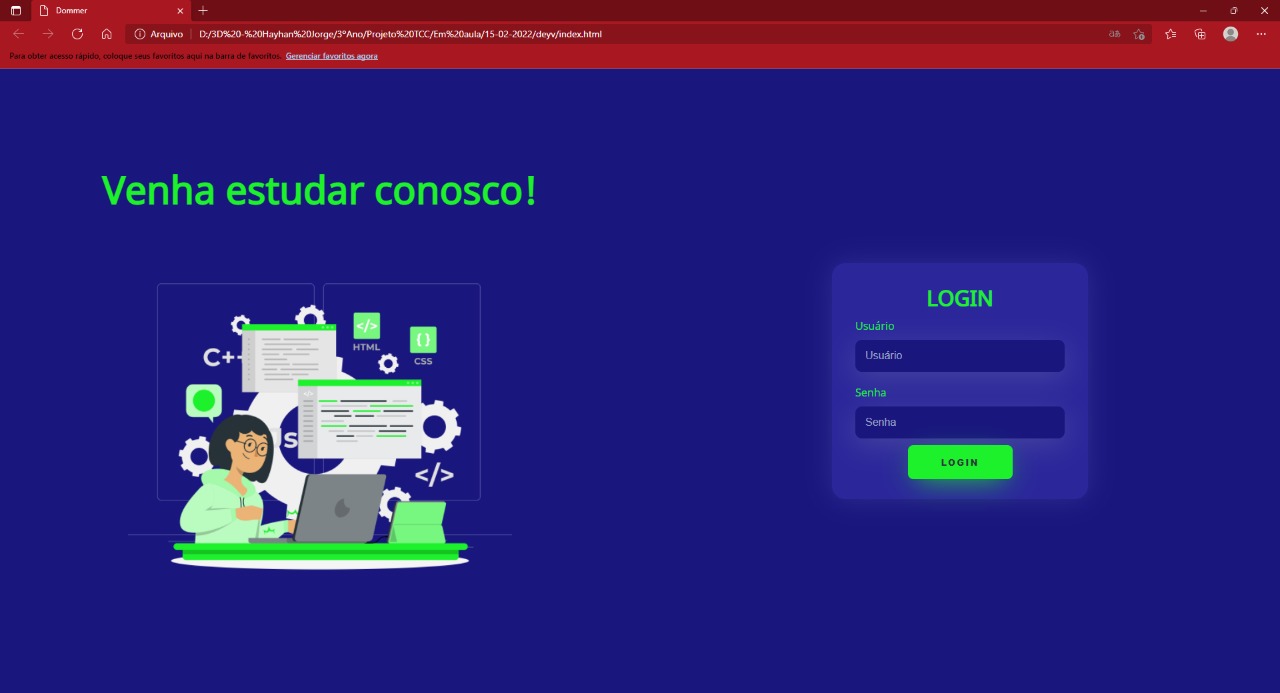 Dommer
Arquivo
D:/3D%20-%20Hayhan%20Jorge/3°Ano/Projeto%20TCC/Em%20aula/15-02-2022/deyv/index.html
Para obter acesso rápido, coloque seus favoritos aqui na barra de favoritos. Gerenciar favoritos agora
Venha estudar conosco!
LOGIN
Usuário
Usuário
Senha
Senha
LOGIN
</>
HTML
{ }
CSS
C++
Js
</>